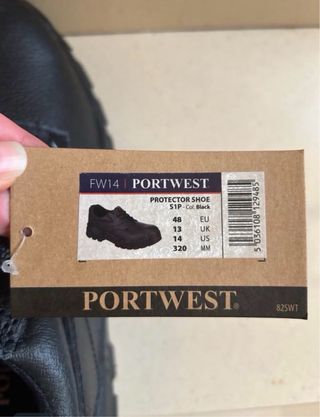 FW14 | PORTWEST
PROTECTOR SHOE
S1P - Col: Black
48 EU
13 UK
14 US
320 MM
5 036108 129485
PORTWEST®
825WT